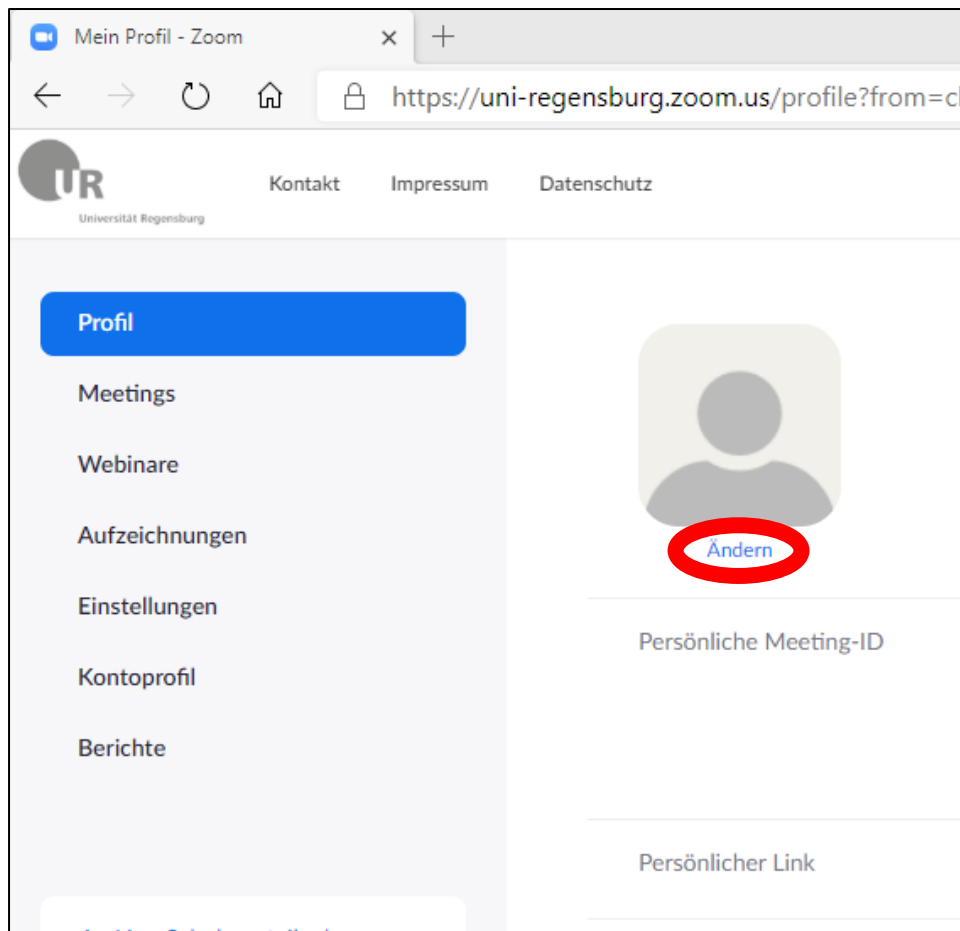 Mein Profil - Zoom
https://uni-regensburg.zoom.us/profile?from=cl
UR
Universität Regensburg
Kontakt Impressum Datenschutz
Profil
Meetings
Webinare
Aufzeichnungen
Einstellungen
Kontoprofil
Berichte
Ändern
Persönliche Meeting-ID
Persönlicher Link